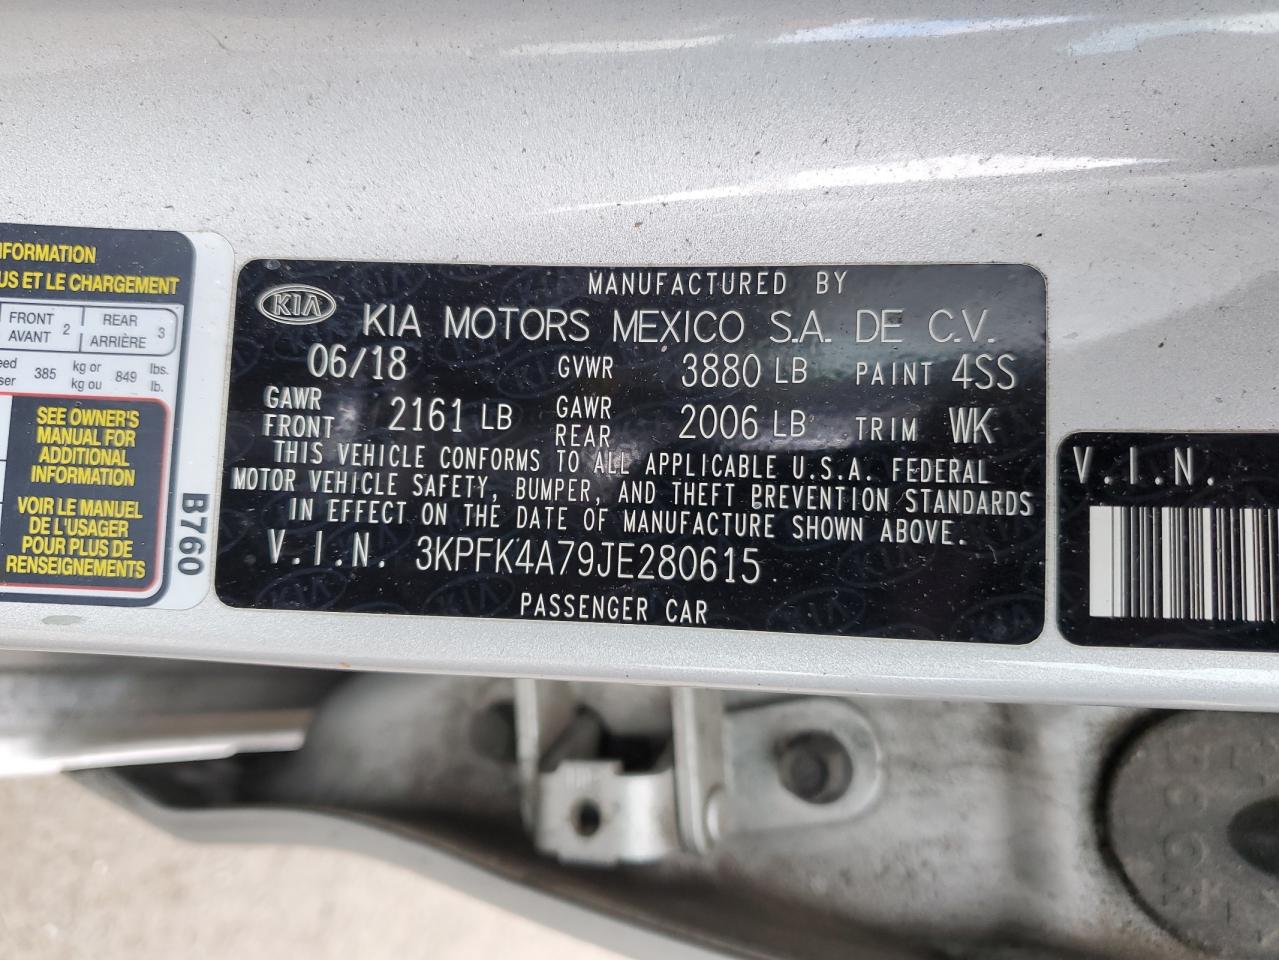 NFORMATION
US ET LE CHARGEMENT
FRONT
AVANT 2 REAR
ARRIÈRE 3
385 kg or
kg ou 849 lbs.
lb.
SEE OWNER'S
MANUAL FOR
ADDITIONAL
INFORMATION
VOIR LE MANUEL
DE L'USAGER
POUR PLUS DE
RENSEIGNEMENTS
B760
KIA
MANUFACTURED BY
KIA MOTORS MEXICO S.A. DE C.V.
06/18 GVWR 3880 LB PAINT 4SS
GAWR
FRONT 2161 LB GAWR
REAR 2006 LB TRIM WK
THIS VEHICLE CONFORMS TO ALL APPLICABLE U.S.A. FEDERAL
MOTOR VEHICLE SAFETY, BUMPER, AND THEFT PREVENTION STANDARDS
IN EFFECT ON THE DATE OF MANUFACTURE SHOWN ABOVE.
V.I.N. 3KPFK4A79JE280615
PASSENGER CAR
V.I.N.